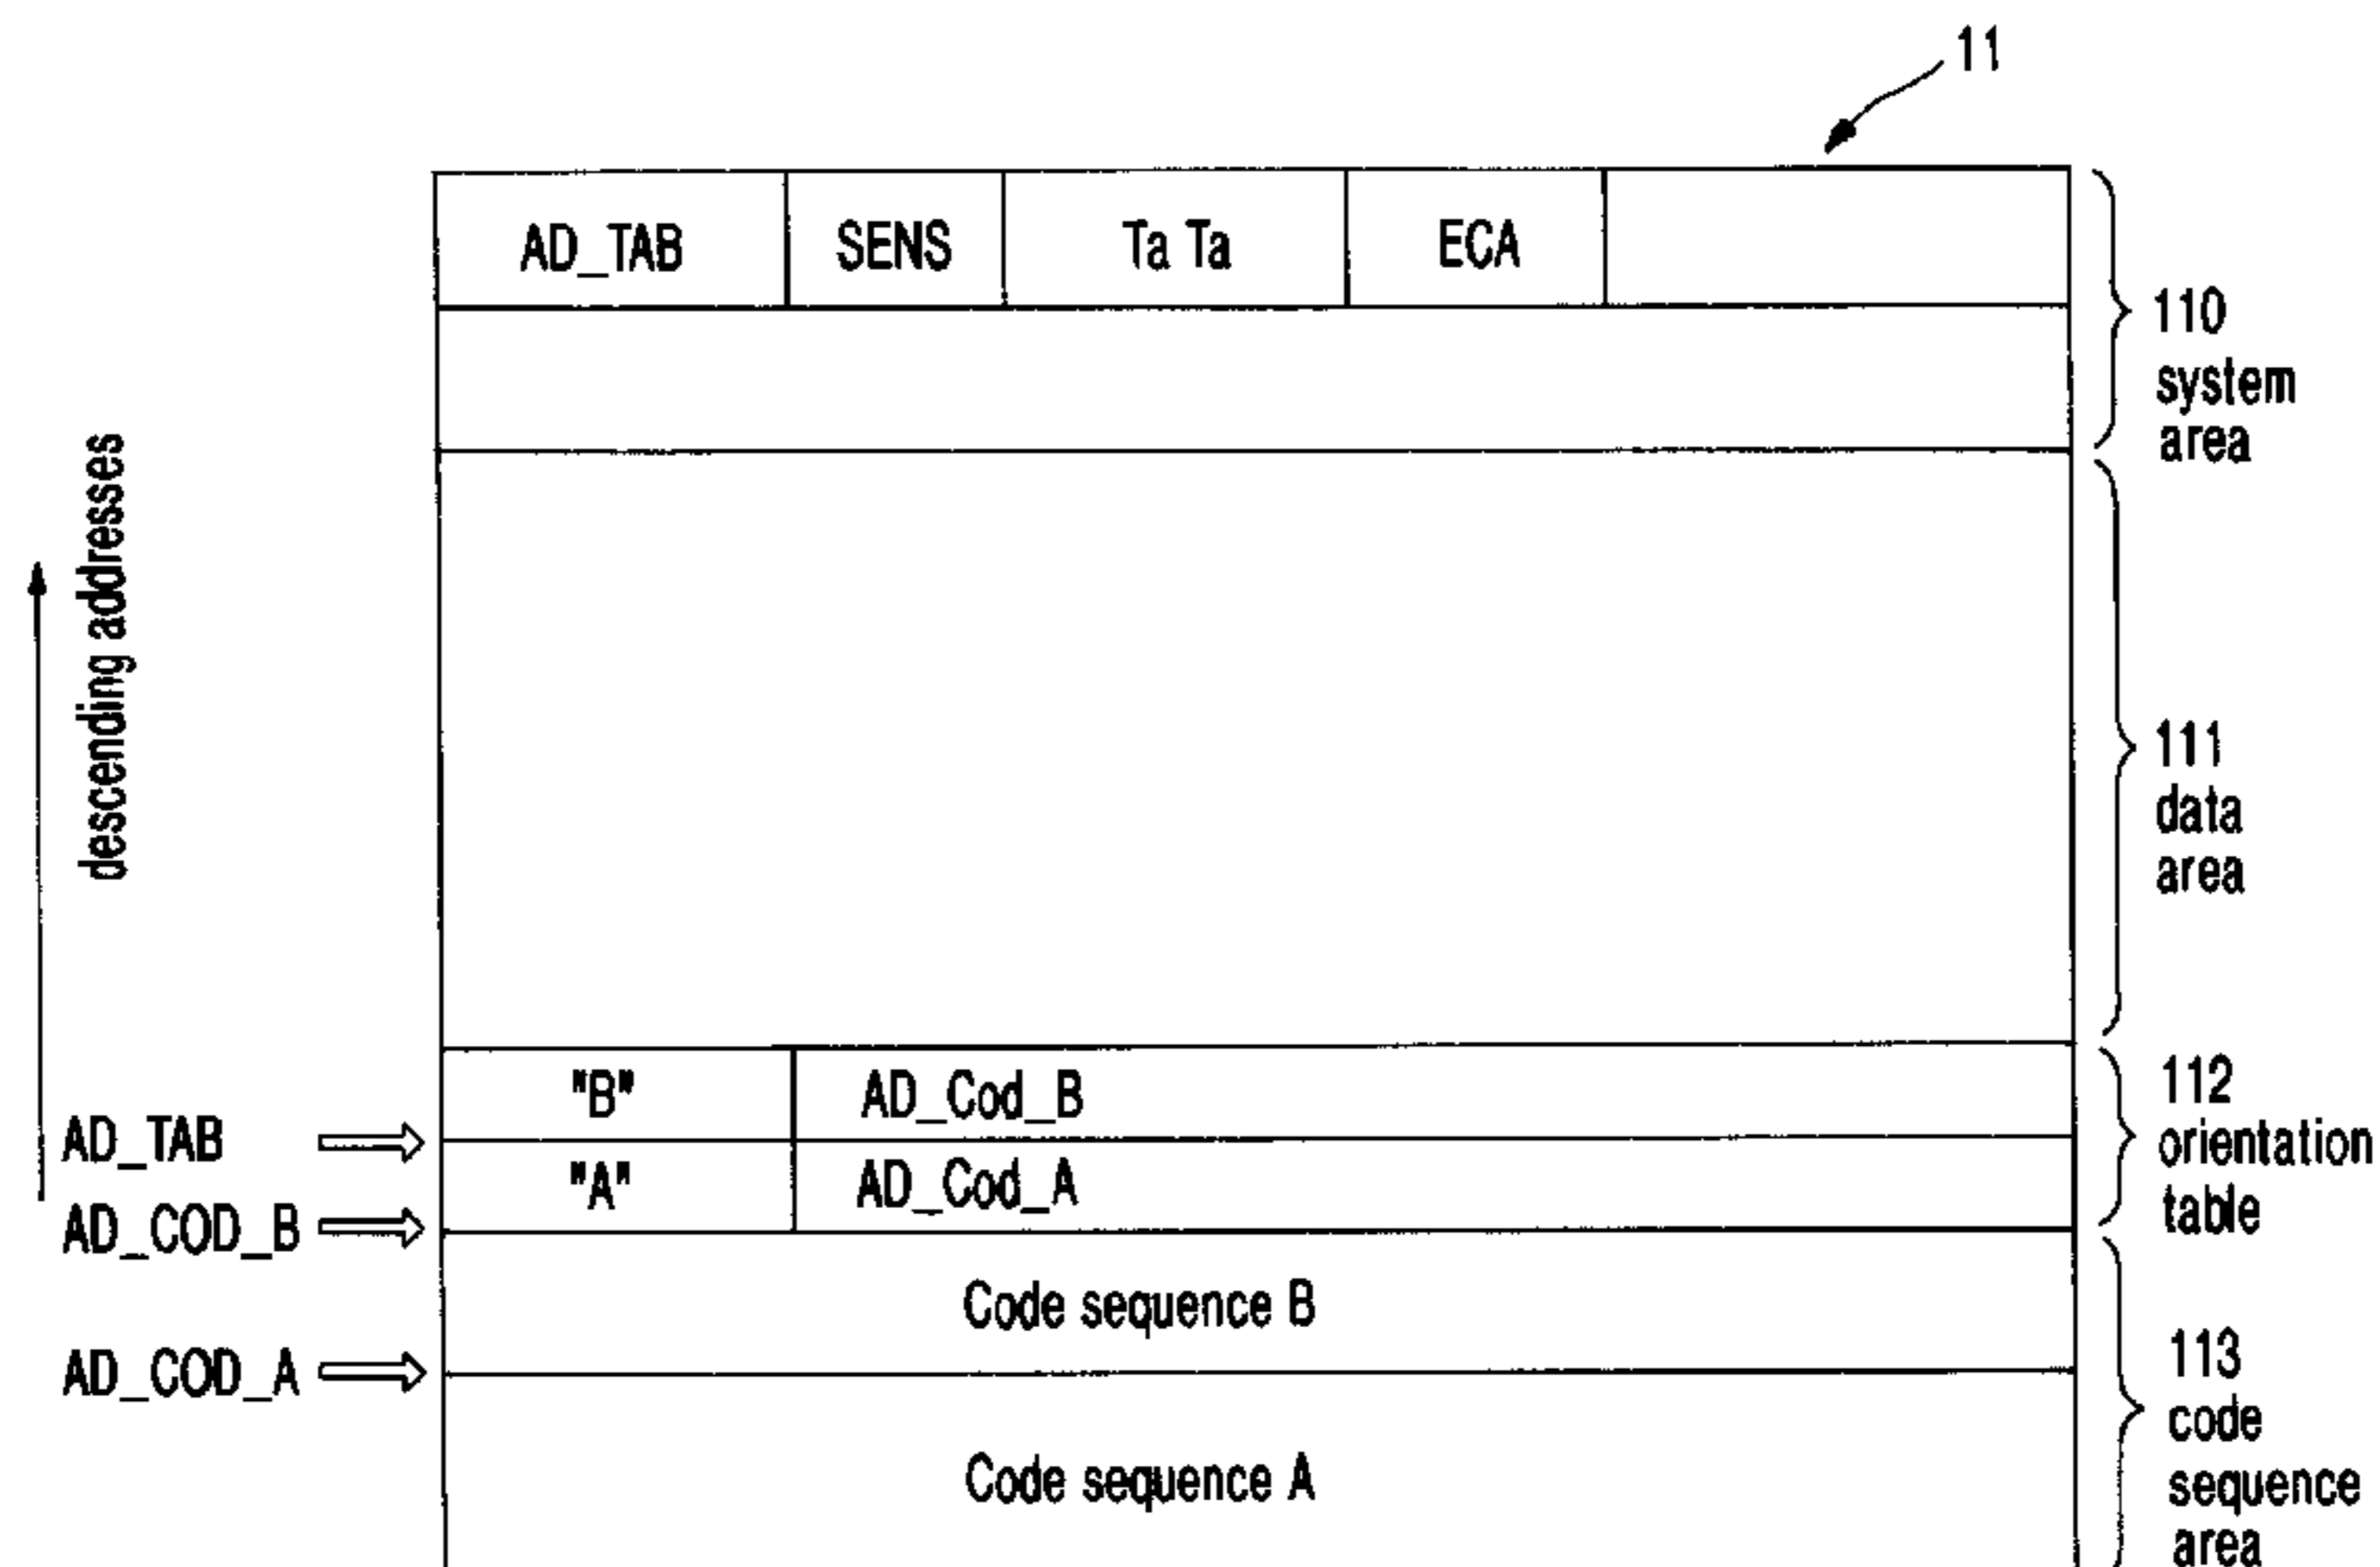 11
AD_TAB SENS Ta Ta ECA
110
system
area
descending addresses
111
data
area
"B" AD_Cod_B
112
AD_TAB
orientation
"A" AD_Cod_A
table
AD_COD_B
Code sequence B
AD_COD_A
113
code
Code sequence A
sequence
area